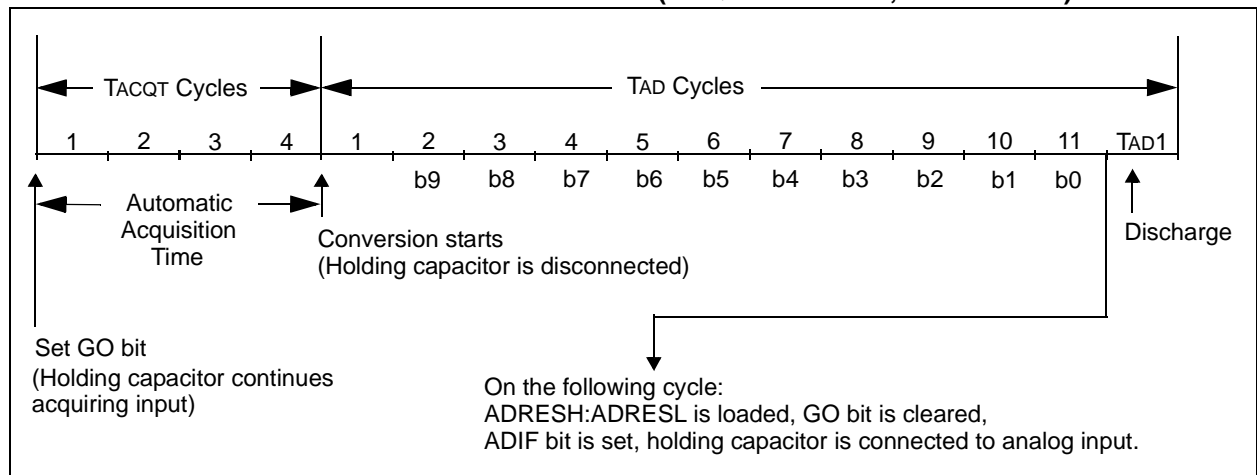 TACQT Cycles TAD Cycles
1 2 3 4 1 2 3 4 5 6 7 8 9 10 11 TAD1
b9 b8 b7 b6 b5 b4 b3 b2 b1 b0
Automatic
Acquisition
Time
Conversion starts
(Holding capacitor is disconnected)
Discharge
Set GO bit
(Holding capacitor continues
acquiring input)
On the following cycle:
ADRESH:ADRESL is loaded, GO bit is cleared,
ADIF bit is set, holding capacitor is connected to analog input.